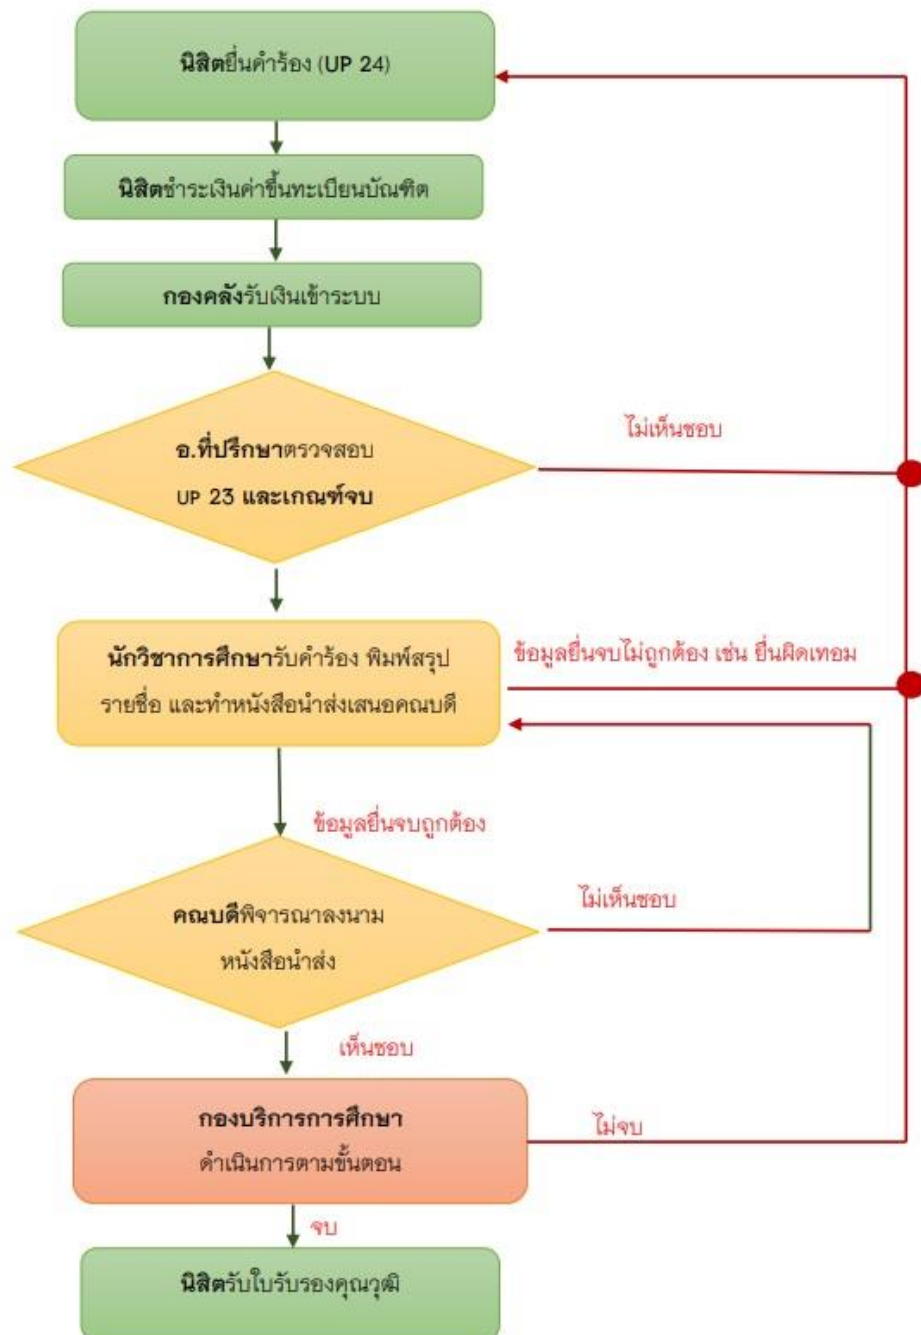 นิสิตยื่นคำร้อง (UP 24)
นิสิตชำระเงินค่าขึ้นทะเบียนบัณฑิต
กองคลังรับเงินเข้าระบบ
ไม่เห็นชอบ
อ.ที่ปรึกษาตรวจสอบ
UP 23 และเกณฑ์จบ
นักวิชาการศึกษารับคำร้อง พิมพ์สรุป
รายชื่อ และทำหนังสือนำส่งเสนอคณบดี
ข้อมูลยื่นจบไม่ถูกต้อง เช่น ยื่นผิดเทอม
ข้อมูลยื่นจบถูกต้อง
ไม่เห็นชอบ
คณบดีพิจารณาลงนาม
หนังสือนำส่ง
เห็นชอบ
กองบริการการศึกษา
ดำเนินการตามขั้นตอน
ไม่จบ
จบ
นิสิตรับใบรับรองคุณวุฒิ